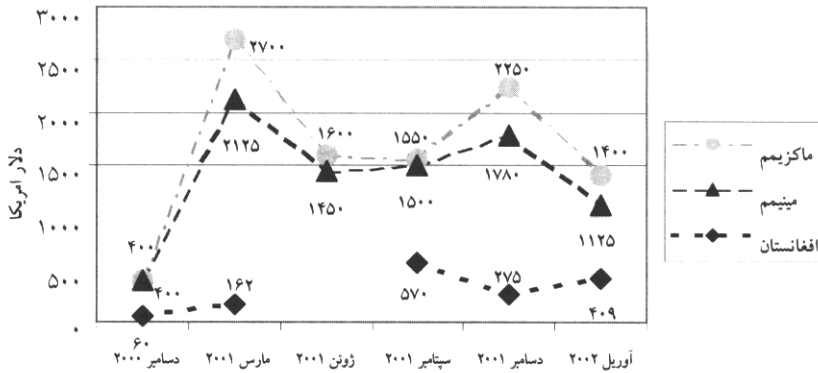 ۳۰۰۰
۲۵۰۰
۲۰۰۰
۱۵۰۰
۱۰۰۰
۵۰۰
۰
دلار امریکا
۴۰۰
۲۷۰۰
۱۶۰۰
۱۵۵۰
۲۲۵۰
۱۴۰۰
۴۰۰
۲۱۲۵
۱۴۵۰
۱۵۰۰
۱۷۸۰
۱۱۲۵
۶۰
۱۶۲
۵۷۰
۲۷۵
۴۰۹
دسامبر ۲۰۰۰
مارس ۲۰۰۱
ژوئن ۲۰۰۱
سپتامبر ۲۰۰۱
دسامبر ۲۰۰۱
آوریل ۲۰۰۲
ماکزیمم
مینیمم
افغانستان